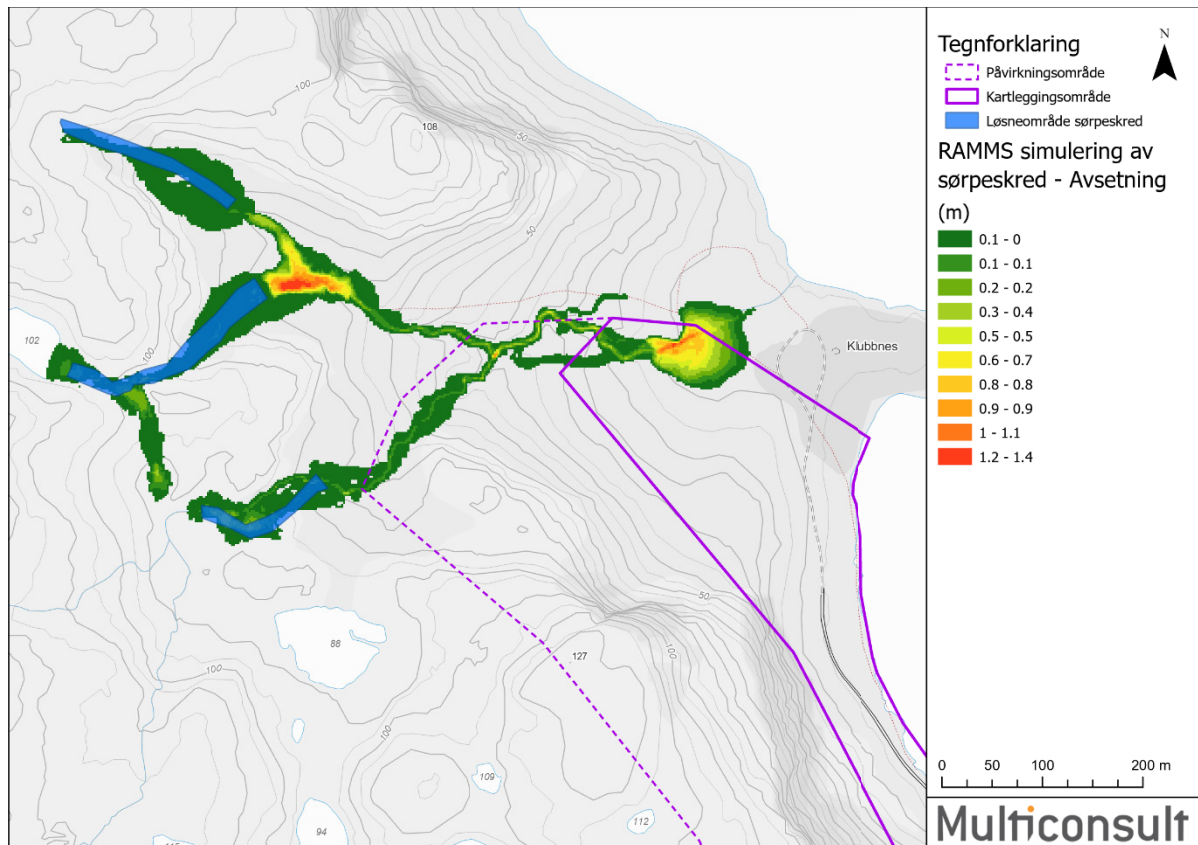 Tegnforklaring
Påvirkningsområde
Kartleggingsområde
Løsneområde sørpeskred
RAMMS simulering av
sørpeskred - Avsetning
(m)
0.1 - 0
0.1 - 0.1
0.2 - 0.2
0.3 - 0.4
0.5 - 0.5
0.6 - 0.7
0.8 - 0.8
0.9 - 0.9
1 - 1.1
1.2 - 1.4
N
0 50 100 200 m
Multiconsult
100
108
50
50
102
100
Klubbnes
100
50
88
127
100
100
100
109
94
112